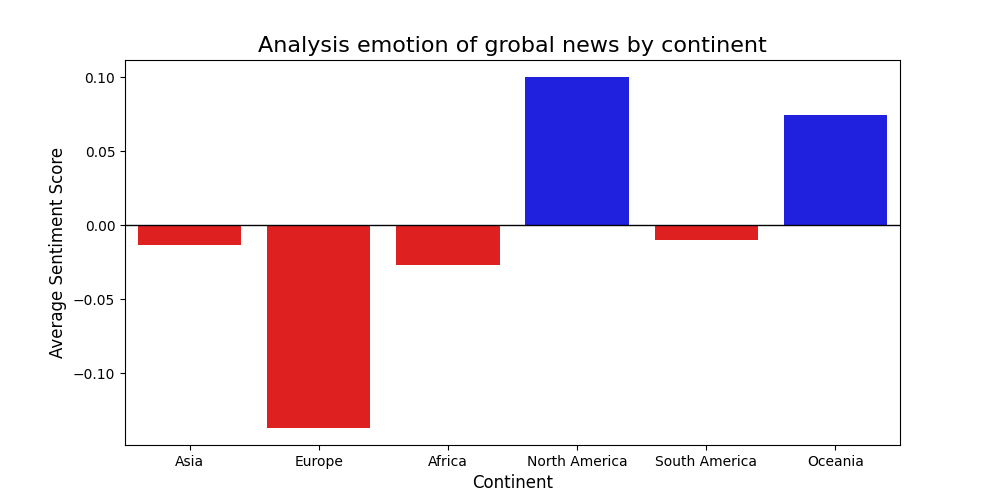 Analysis emotion of grobal news by continent
Average Sentiment Score
0.10
0.05
0.00
−0.05
−0.10
Asia Europe Africa North America South America Oceania
Continent